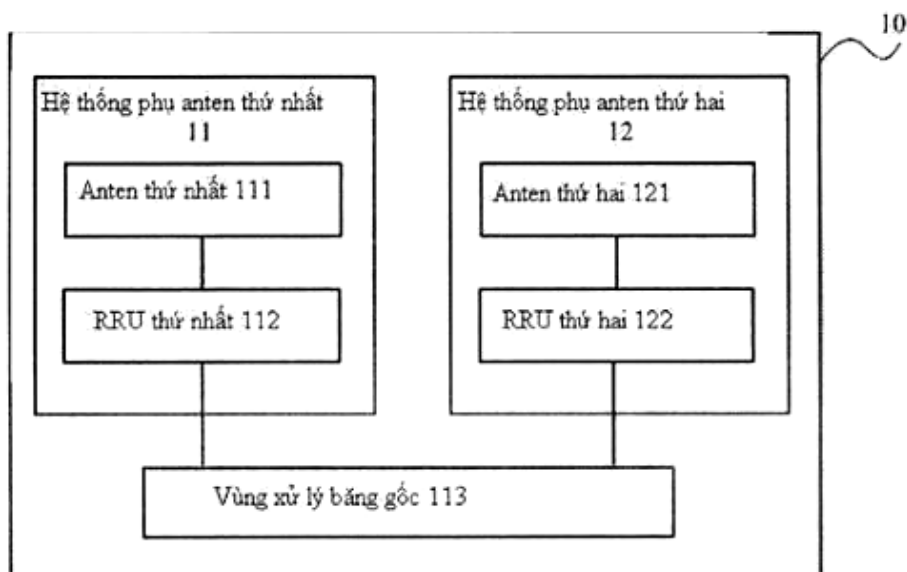 10
Hệ thống phụ anten thứ nhất
11
Anten thứ nhất 111
RRU thứ nhất 112
Hệ thống phụ anten thứ hai
12
Anten thứ hai 121
RRU thứ hai 122
Vùng xử lý băng gốc 113